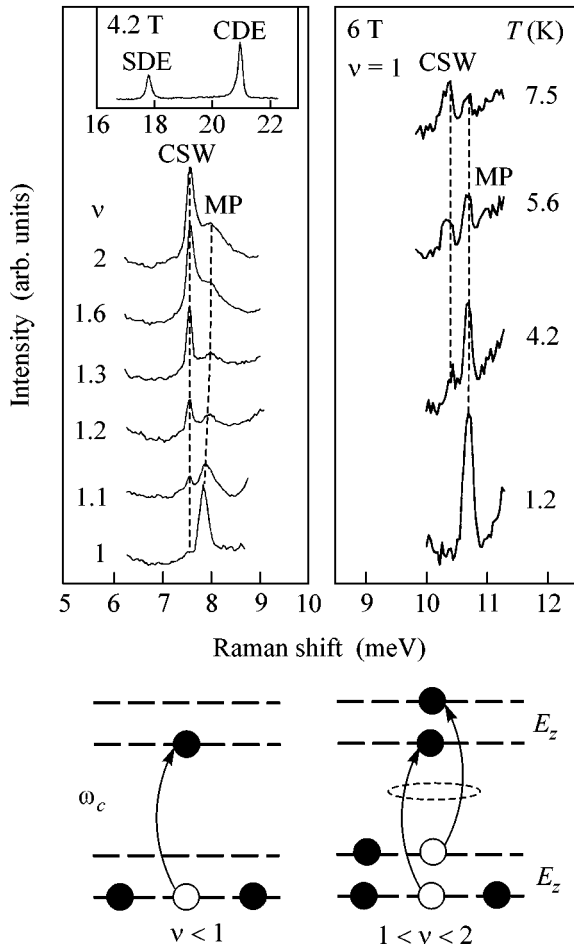 4.2 T
SDE
CDE
16 18 20 22
CSW
MP
ν
2
1.6
1.3
1.2
1.1
1
5 6 7 8 9 10
6 T
T (K)
ν = 1
CSW
7.5
MP
5.6
4.2
1.2
9 10 11 12
Intensity (arb. units)
Raman shift (meV)
ω_c
ν < 1
E_z
E_z
1 < ν < 2